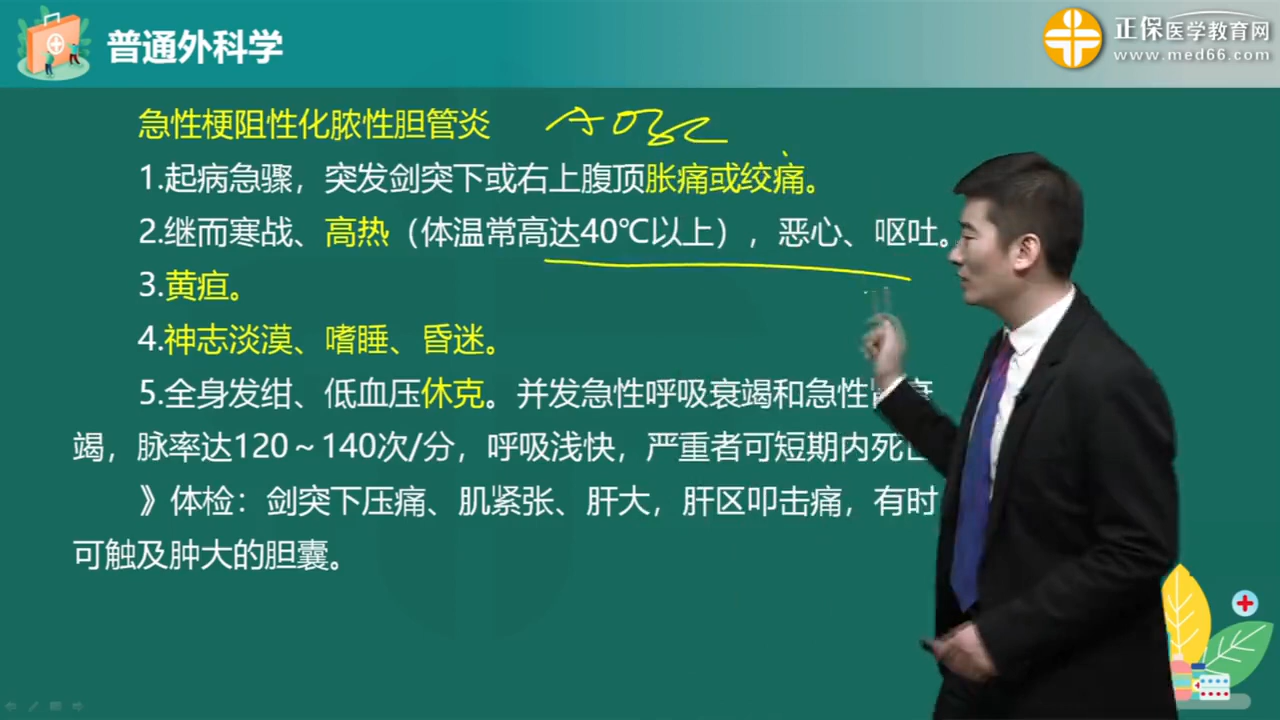 普通外科学
正保医学教育网
www.med66.com
急性梗阻性化脓性胆管炎 AOSC
1.起病急骤，突发剑突下或右上腹顶胀痛或绞痛。
2.继而寒战、高热（体温常高达40℃以上），恶心、呕吐。
3.黄疸。
4.神志淡漠、嗜睡、昏迷。
5.全身发绀、低血压休克。并发急性呼吸衰竭和急性肾衰
竭，脉率达120～140次/分，呼吸浅快，严重者可短期内死亡
》体检：剑突下压痛、肌紧张、肝大，肝区叩击痛，有时
可触及肿大的胆囊。